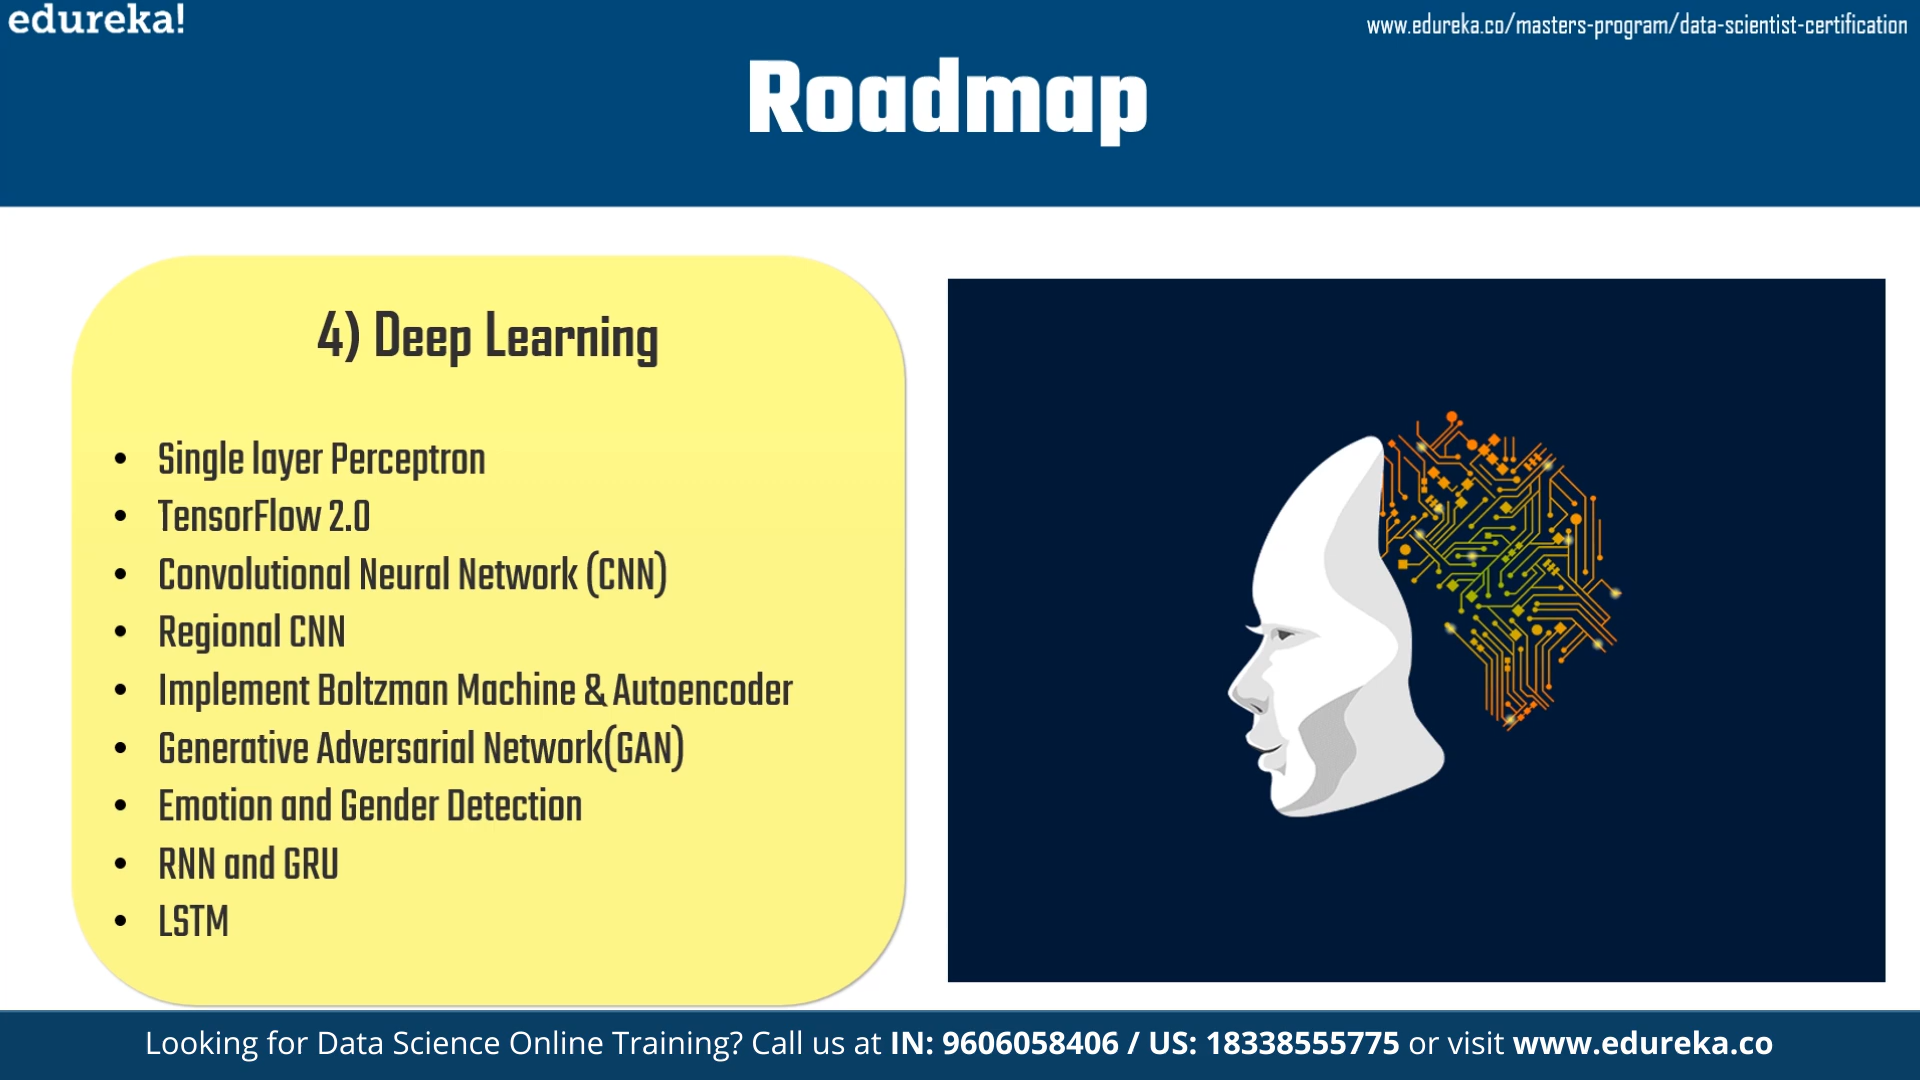 edureka!
www.edureka.co/masters-program/data-scientist-certification
Roadmap
4) Deep Learning
• Single layer Perceptron
• TensorFlow 2.0
• Convolutional Neural Network (CNN)
• Regional CNN
• Implement Boltzman Machine & Autoencoder
• Generative Adversarial Network(GAN)
• Emotion and Gender Detection
• RNN and GRU
• LSTM
Looking for Data Science Online Training? Call us at IN: 9606058406 / US: 18338555775 or visit www.edureka.co